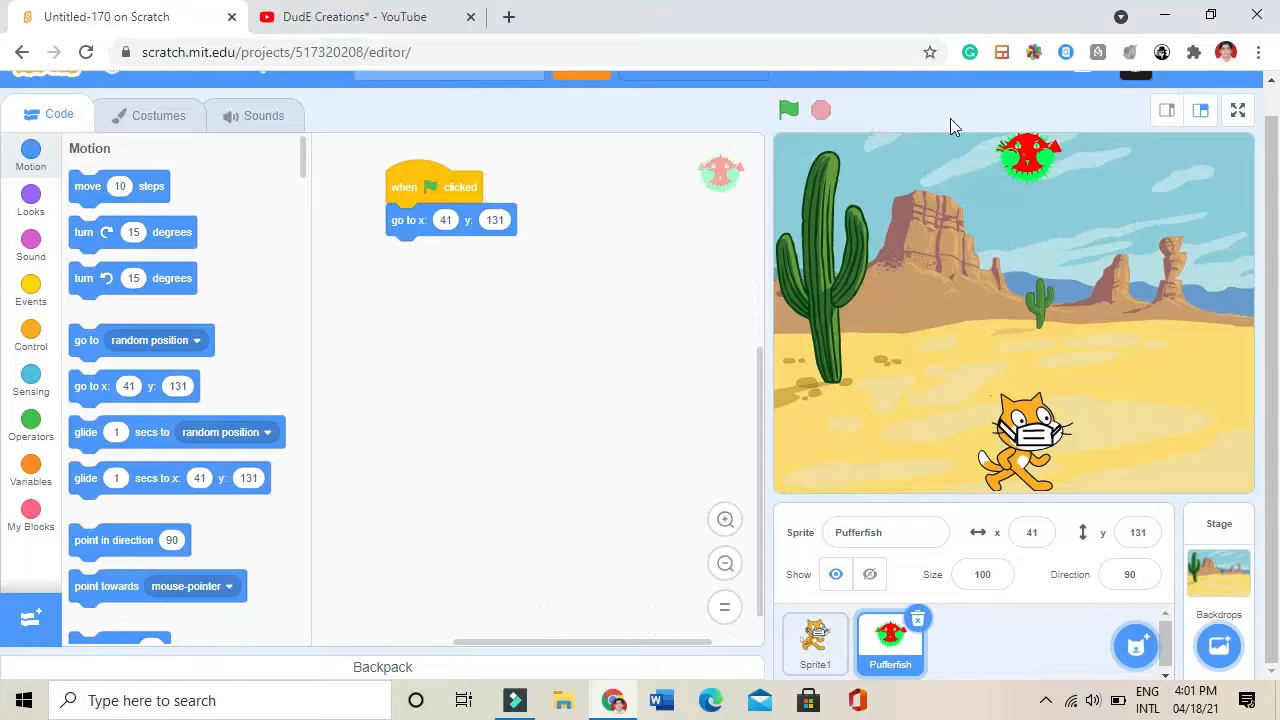 Untitled-170 on Scratch
DudE Creations* - YouTube
scratch.mit.edu/projects/517320208/editor/
Code
Costumes
Sounds
Motion
Looks
Sound
Events
Control
Sensing
Operators
Variables
My Blocks
Motion
move 10 steps
turn 15 degrees
turn 15 degrees
go to random position
go to x: 41 y: 131
glide 1 secs to random position
glide 1 secs to x: 41 y: 131
point in direction 90
point towards mouse-pointer
when clicked
go to x: 41 y: 131
Backpack
Sprite Pufferfish x 41 y 131
Show Size 100 Direction 90
Sprite1
Pufferfish
Stage
Backdrops
Type here to search
ENG
INTL
4:01 PM
04/18/21